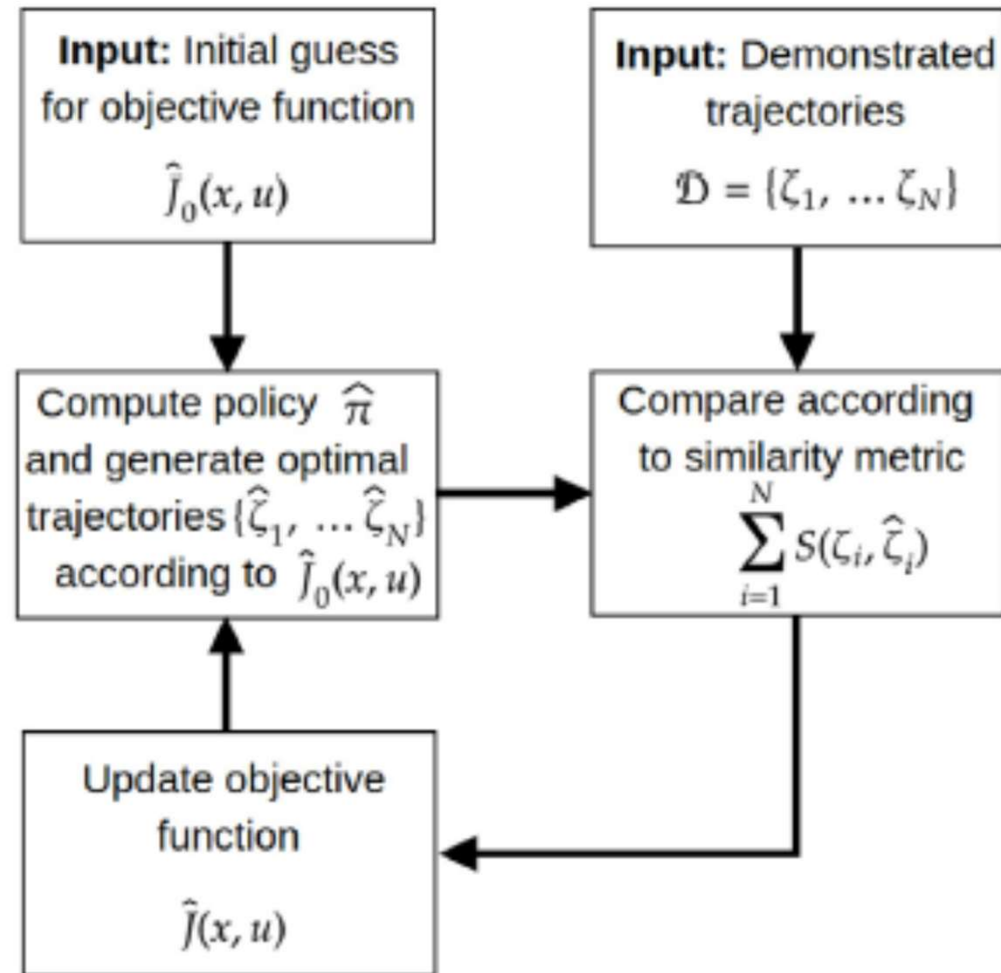 Input: Initial guess
for objective function
Ĵ₀(x, u)
Input: Demonstrated
trajectories
𝔇 = {ζ₁, … ζ_N}
Compute policy π̂
and generate optimal
trajectories {ζ̂₁, … ζ̂_N}
according to Ĵ₀(x, u)
Compare according
to similarity metric
∑_{i=1}^{N} S(ζᵢ, ζ̂ᵢ)
Update objective
function
Ĵ(x, u)